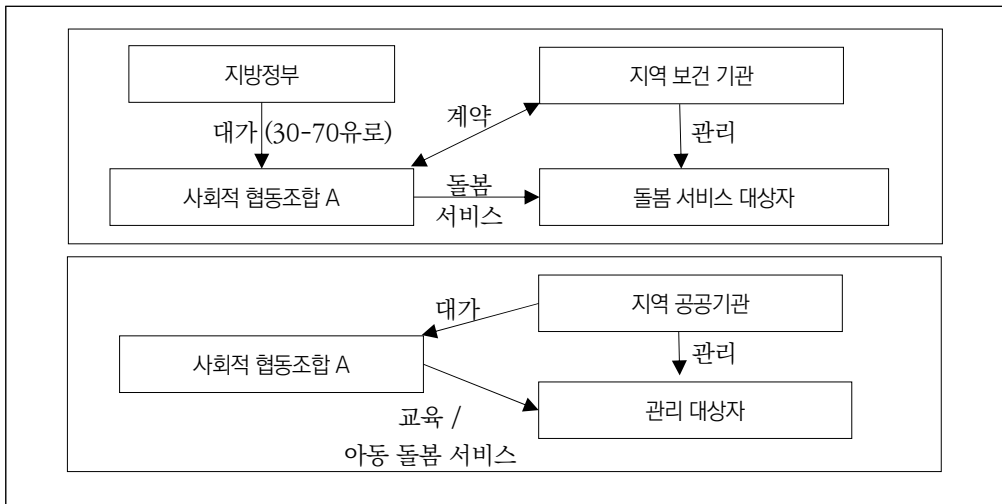 지방정부
지역 보건 기관
대가 (30-70유로)
계약
관리
사회적 협동조합 A
돌봄
서비스
돌봄 서비스 대상자
지역 공공기관
대가
사회적 협동조합 A
관리
관리 대상자
교육 /
아동 돌봄 서비스